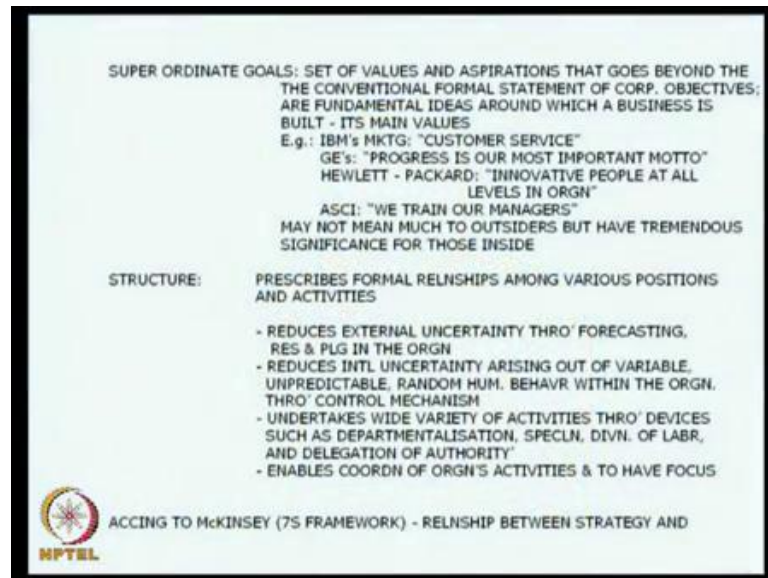 SUPER ORDINATE GOALS: SET OF VALUES AND ASPIRATIONS THAT GOES BEYOND THE
THE CONVENTIONAL FORMAL STATEMENT OF CORP. OBJECTIVES;
ARE FUNDAMENTAL IDEAS AROUND WHICH A BUSINESS IS
BUILT - ITS MAIN VALUES
E.g.: IBM's MKTG: "CUSTOMER SERVICE"
GE's: "PROGRESS IS OUR MOST IMPORTANT MOTTO"
HEWLETT - PACKARD: "INNOVATIVE PEOPLE AT ALL
LEVELS IN ORGN"
ASCI: "WE TRAIN OUR MANAGERS"
MAY NOT MEAN MUCH TO OUTSIDERS BUT HAVE TREMENDOUS
SIGNIFICANCE FOR THOSE INSIDE
STRUCTURE: PRESCRIBES FORMAL RELNSHIPS AMONG VARIOUS POSITIONS
AND ACTIVITIES
- REDUCES EXTERNAL UNCERTAINTY THRO' FORECASTING,
RES & PLG IN THE ORGN
- REDUCES INTL UNCERTAINTY ARISING OUT OF VARIABLE,
UNPREDICTABLE, RANDOM HUM. BEHAVR WITHIN THE ORGN.
THRO' CONTROL MECHANISM
- UNDERTAKES WIDE VARIETY OF ACTIVITIES THRO' DEVICES
SUCH AS DEPARTMENTALISATION, SPECLN, DIVN. OF LABR,
AND DELEGATION OF AUTHORITY'
- ENABLES COORDN OF ORGN'S ACTIVITIES & TO HAVE FOCUS
ACCING TO McKINSEY (7S FRAMEWORK) - RELNSHIP BETWEEN STRATEGY AND
NPTEL